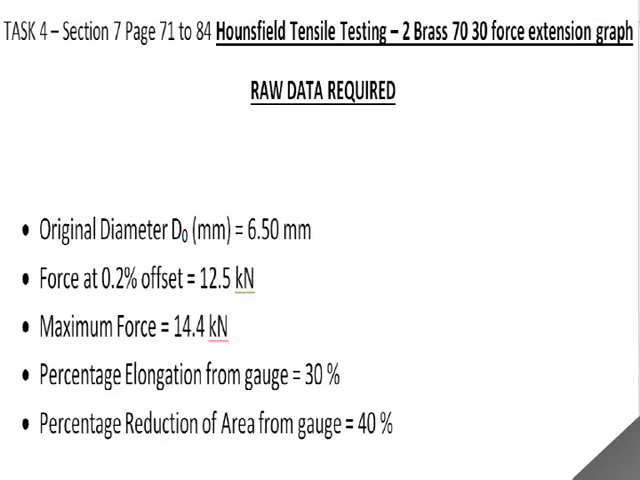 TASK 4 – Section 7 Page 71 to 84 Hounsfield Tensile Testing – 2 Brass 70 30 force extension graph
RAW DATA REQUIRED
• Original Diameter D₀ (mm) = 6.50 mm
• Force at 0.2% offset = 12.5 kN
• Maximum Force = 14.4 kN
• Percentage Elongation from gauge = 30 %
• Percentage Reduction of Area from gauge = 40 %